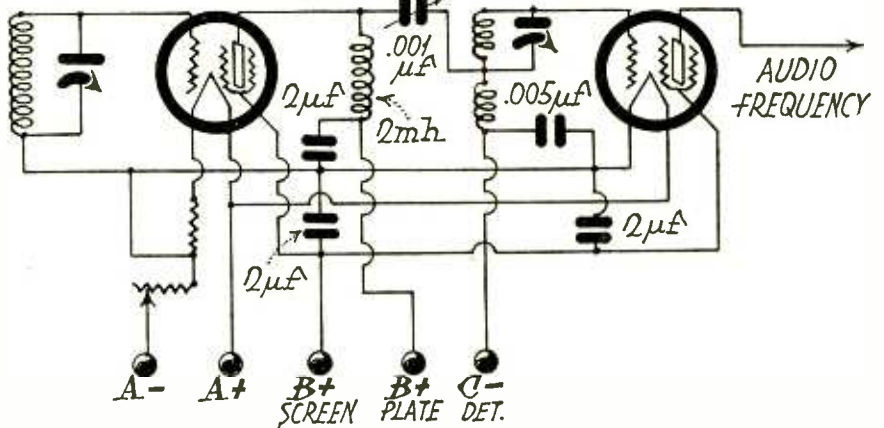 .001
µf
2µf
2mh
.005µf
AUDIO
FREQUENCY
2µf
2µf
A-
A+
B+
SCREEN
B+
PLATE
C-
DET.